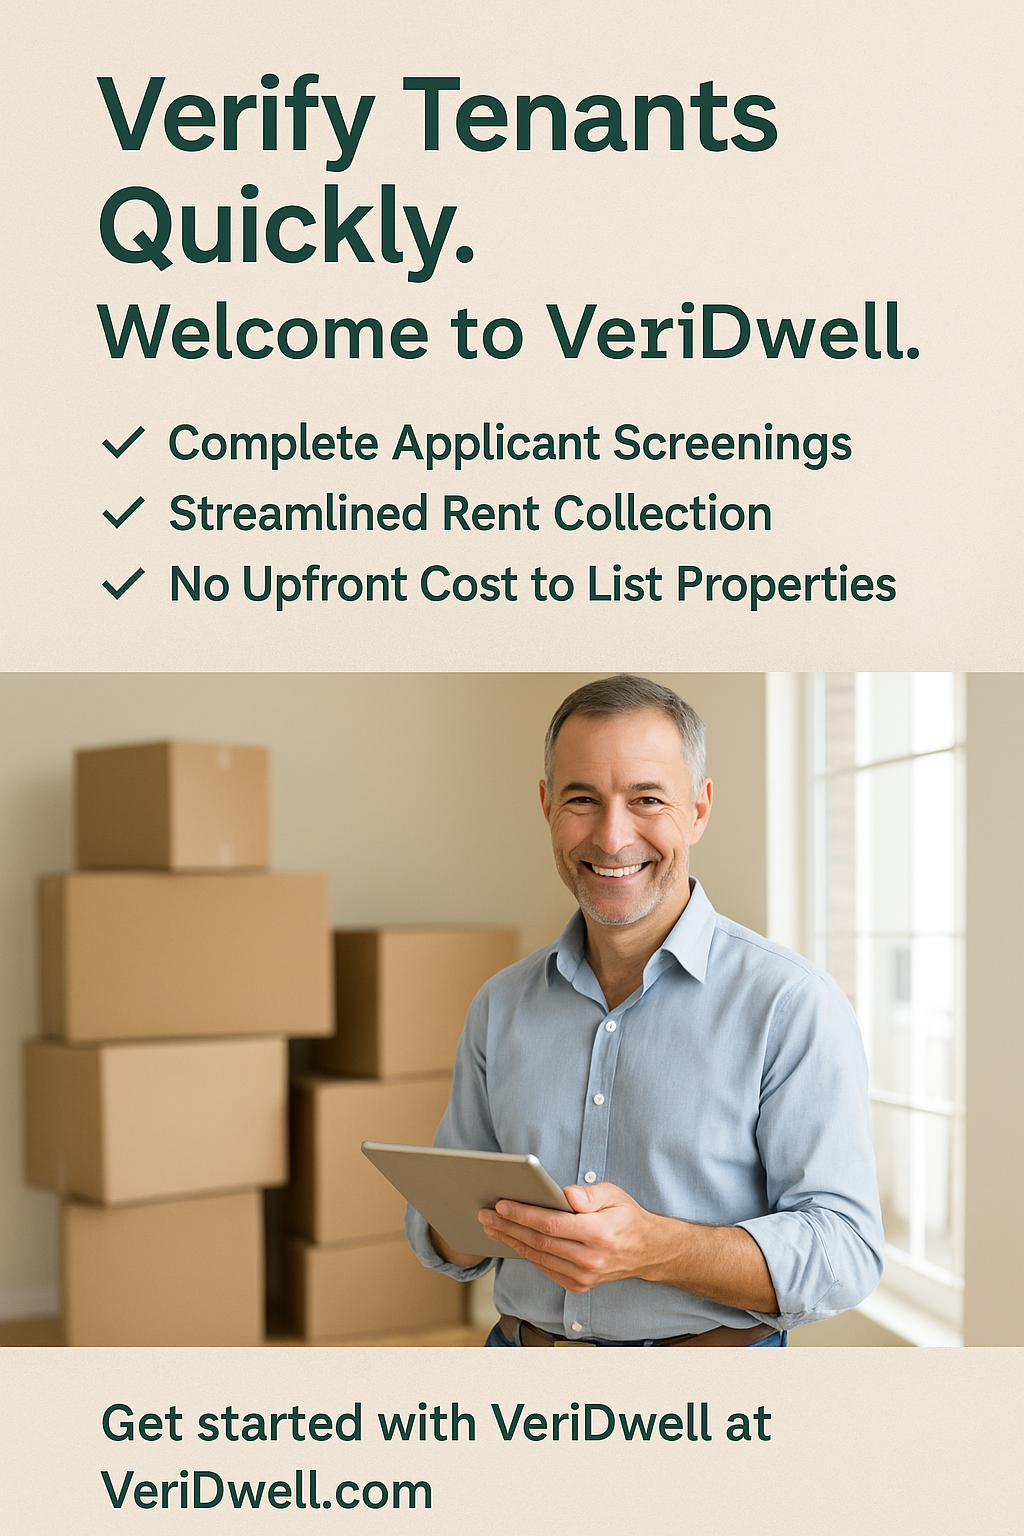 Verify Tenants
Quickly.
Welcome to VeriDwell.
✓ Complete Applicant Screenings
✓ Streamlined Rent Collection
✓ No Upfront Cost to List Properties
Get started with VeriDwell at
VeriDwell.com